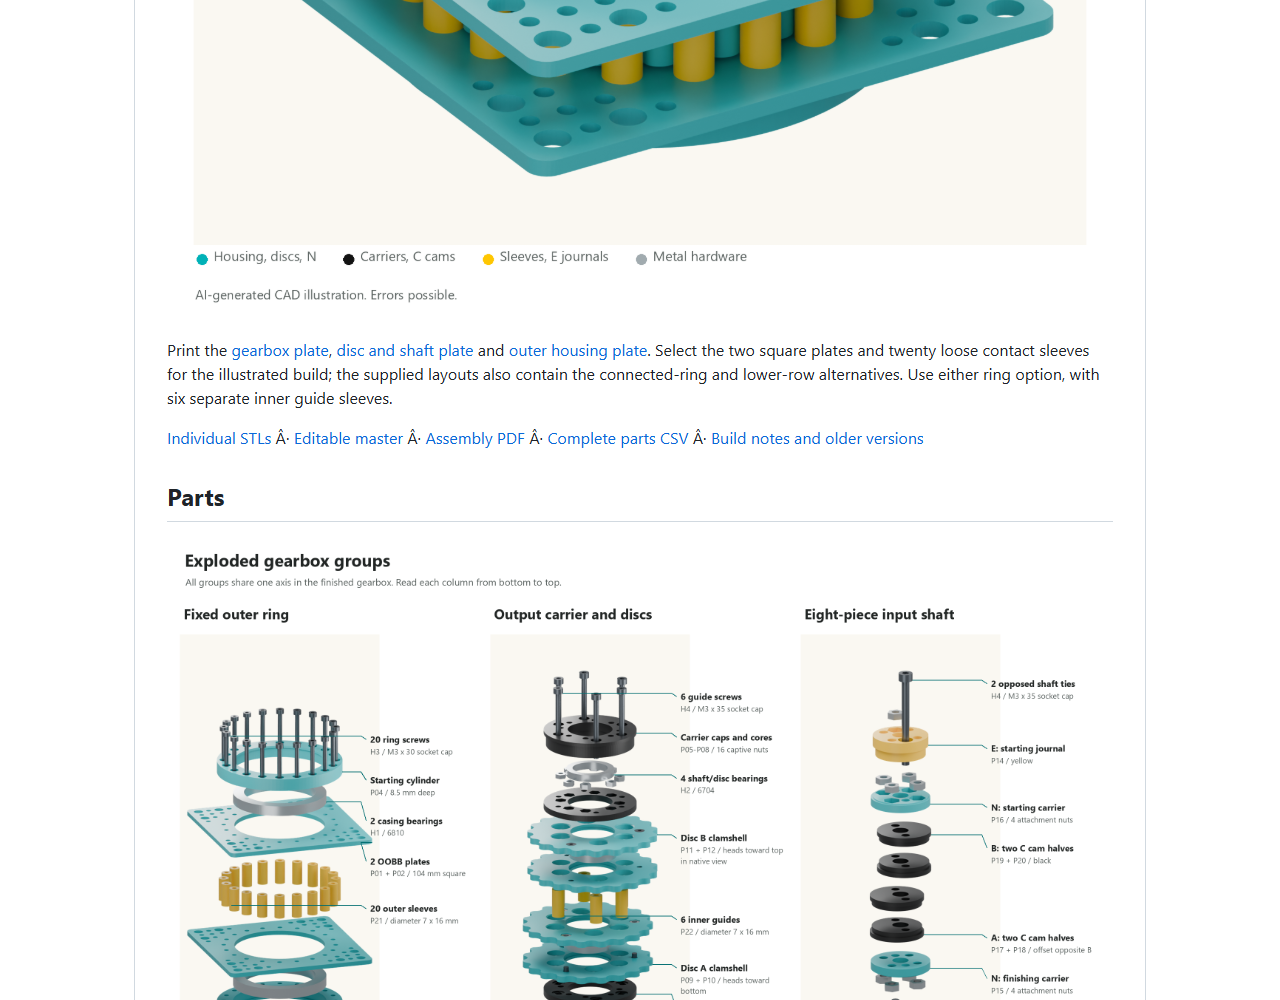 Housing, discs, N
Carriers, C cams
Sleeves, E journals
Metal hardware
AI-generated CAD illustration. Errors possible.
Print the gearbox plate, disc and shaft plate and outer housing plate. Select the two square plates and twenty loose contact sleeves
for the illustrated build; the supplied layouts also contain the connected-ring and lower-row alternatives. Use either ring option, with
six separate inner guide sleeves.
Individual STLs Â· Editable master Â· Assembly PDF Â· Complete parts CSV Â· Build notes and older versions
Parts
Exploded gearbox groups
All groups share one axis in the finished gearbox. Read each column from bottom to top.
Fixed outer ring
20 ring screws
H3 / M3 x 30 socket cap
Starting cylinder
P04 / 8.5 mm deep
2 casing bearings
H1 / 6810
2 OOBB plates
P01 + P02 / 104 mm square
20 outer sleeves
P21 / diameter 7 x 16 mm
Output carrier and discs
6 guide screws
H4 / M3 x 35 socket cap
Carrier caps and cores
P05-P08 / 16 captive nuts
4 shaft/disc bearings
H2 / 6704
Disc B clamshell
P11 + P12 / heads toward top
in native view
6 inner guides
P22 / diameter 7 x 16 mm
Disc A clamshell
P09 + P10 / heads toward
bottom
Eight-piece input shaft
2 opposed shaft ties
H4 / M3 x 35 socket cap
E: starting journal
P14 / yellow
N: starting carrier
P16 / 4 attachment nuts
B: two C cam halves
P19 + P20 / black
A: two C cam halves
P17 + P18 / offset opposite B
N: finishing carrier
P15 / 4 attachment nuts